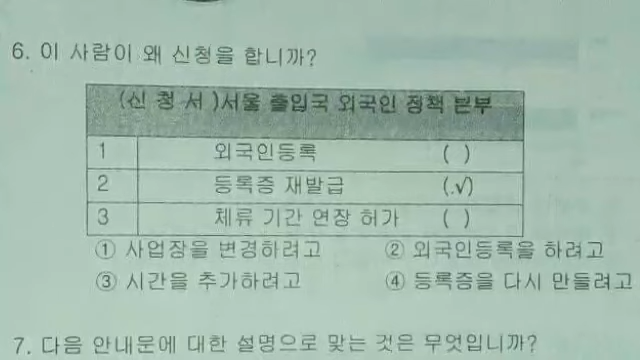 6. 이 사람이 왜 신청을 합니까?
(신 청 서 )서울 출입국 외국인 정책 본부
1 외국인등록 ( )
2 등록증 재발급 (.√)
3 체류 기간 연장 허가 ( )
① 사업장을 변경하려고 ② 외국인등록을 하려고
③ 시간을 추가하려고 ④ 등록증을 다시 만들려고
7. 다음 안내문에 대한 설명으로 맞는 것은 무엇입니까?